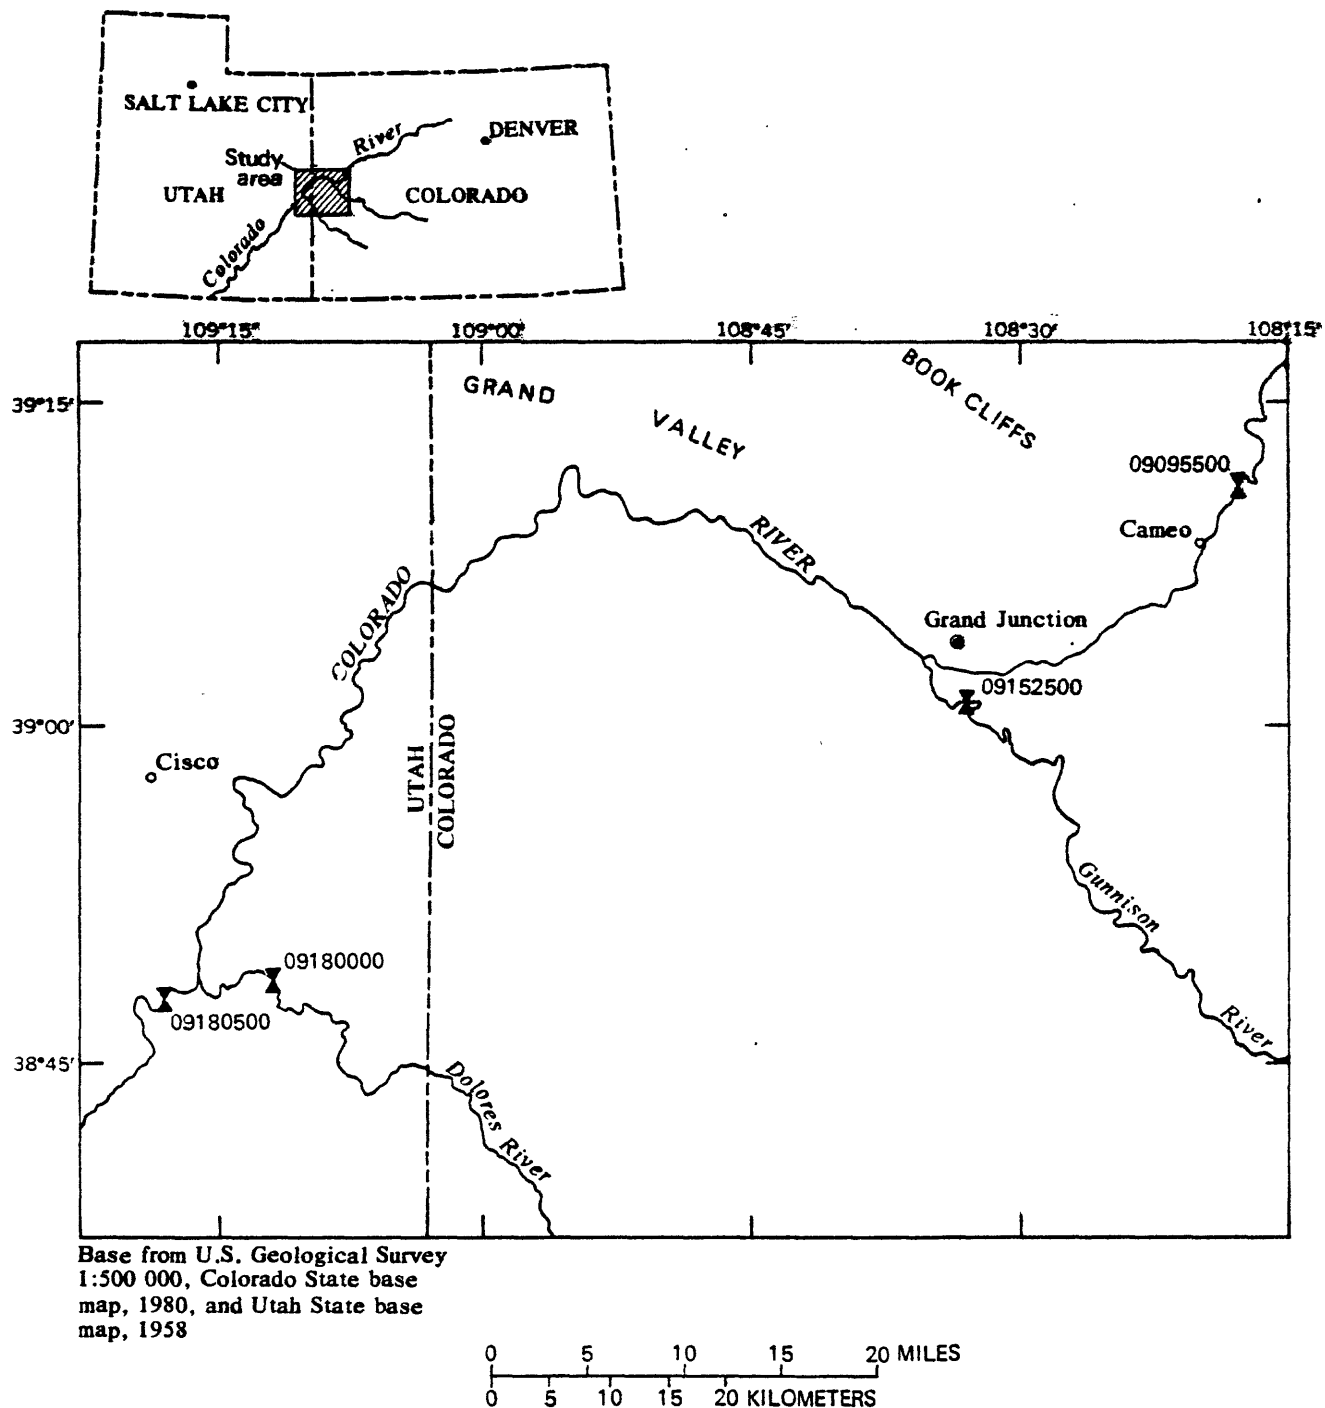 SALT LAKE CITY
River
DENVER
Study
area
UTAH
COLORADO
Colorado
109°15'
109°00'
108°45'
108°30'
108°15'
39°15'
GRAND
VALLEY
BOOK CLIFFS
09095500
Cameo
RIVER
COLORADO
Grand Junction
09152500
39°00'
Cisco
UTAH
COLORADO
Gunnison
River
09180000
09180500
38°45'
Dolores River
Base from U.S. Geological Survey
1:500 000, Colorado State base
map, 1980, and Utah State base
map, 1958
0 5 10 15 20 MILES
0 5 10 15 20 KILOMETERS